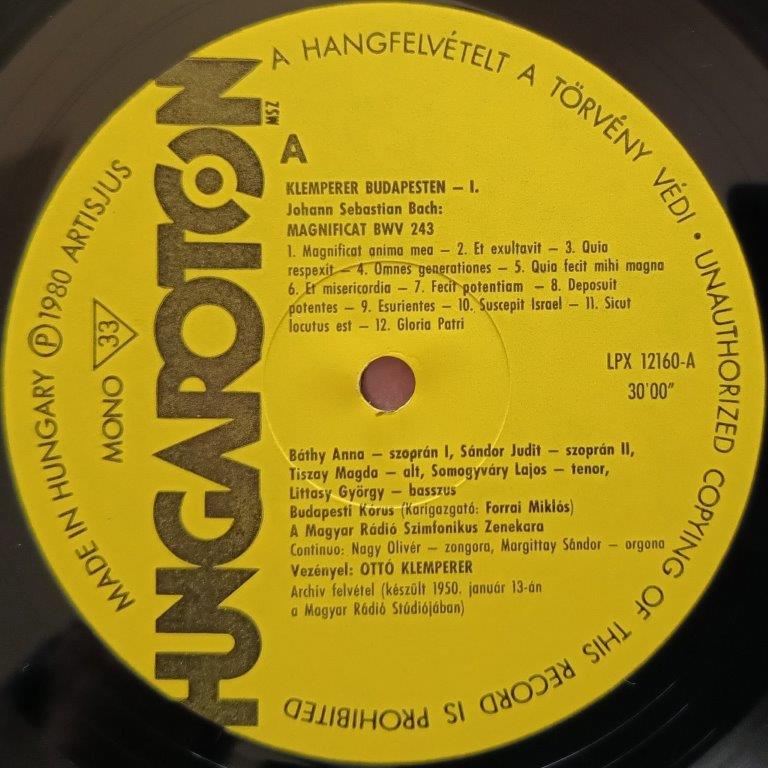 A HANGFELVÉTELT A TÖRVÉNY VÉDI • UNAUTHORIZED COPYING OF THIS RECORD IS PROHIBITED
MADE IN HUNGARY Ⓟ 1980 ARTISJUS
MONO 33
HUNGAROTON
MSZ
A
KLEMPERER BUDAPESTEN – I.
Johann Sebastian Bach:
MAGNIFICAT BWV 243
1. Magnificat anima mea – 2. Et exultavit – 3. Quia
respexit – 4. Omnes generationes – 5. Quia fecit mihi magna
6. Et misericordia – 7. Fecit potentiam – 8. Deposuit
potentes – 9. Esurientes – 10. Suscepit Israel – 11. Sicut
locutus est – 12. Gloria Patri
LPX 12160-A
30'00"
Báthy Anna – szoprán I, Sándor Judit – szoprán II,
Tiszay Magda – alt, Somogyváry Lajos – tenor,
Littasy György – basszus
Budapesti Kórus (Karigazgató: Forrai Miklós)
A Magyar Rádió Szimfonikus Zenekara
Continuo: Nagy Olivér – zongora, Margittay Sándor – orgona
Vezényel: OTTÓ KLEMPERER
Archív felvétel (készült 1950. január 13-án
a Magyar Rádió Stúdiójában)